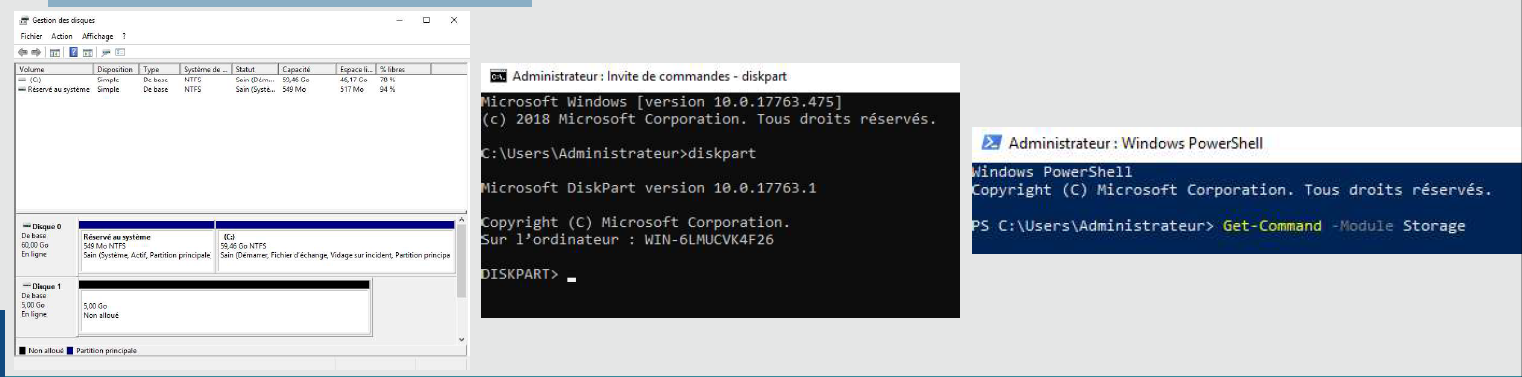 Gestion des disques
Fichier Action Affichage ?
Volume Disposition Type Système de ... Statut Capacité Espace li... % libres
(C:) Simple De base NTFS Sain (Dém... 59,46 Go 46,17 Go 78 %
Réservé au système Simple De base NTFS Sain (Systè... 549 Mo 517 Mo 94 %
Disque 0
De base
60,00 Go
En ligne
Réservé au système
549 Mo NTFS
Sain (Système, Actif, Partition principale
(C:)
59,46 Go NTFS
Sain (Démarrer, Fichier d'échange, Vidage sur incident, Partition principa
Disque 1
De base
5,00 Go
En ligne
5,00 Go
Non alloué
Non alloué Partition principale
Administrateur : Invite de commandes - diskpart
Microsoft Windows [version 10.0.17763.475]
(c) 2018 Microsoft Corporation. Tous droits réservés.
C:\Users\Administrateur>diskpart
Microsoft DiskPart version 10.0.17763.1
Copyright (C) Microsoft Corporation.
Sur l’ordinateur : WIN-6LMUCVK4F26
DISKPART>
Administrateur : Windows PowerShell
Windows PowerShell
Copyright (C) Microsoft Corporation. Tous droits réservés.
PS C:\Users\Administrateur> Get-Command -Module Storage